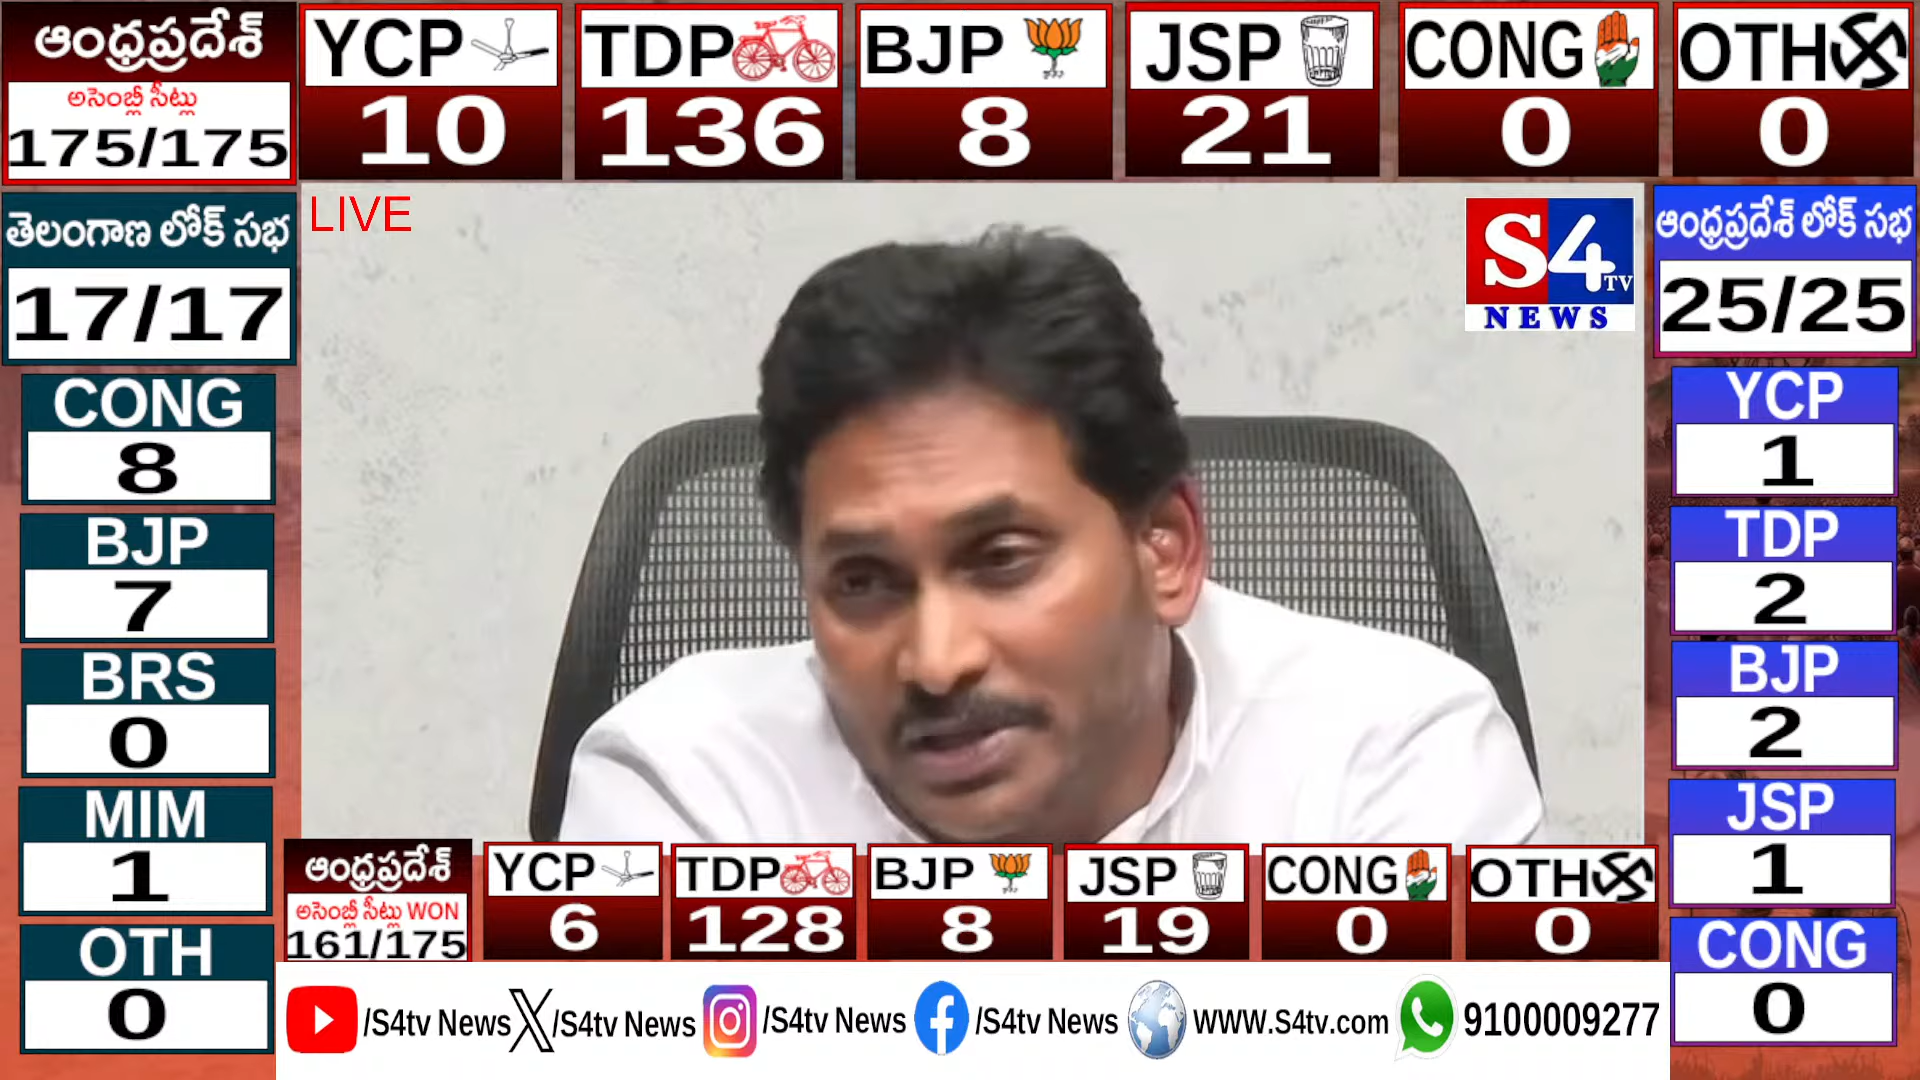 ఆంధ్రప్రదేశ్
అసెంబ్లీ సీట్లు
175/175
YCP
10
TDP
136
BJP
8
JSP
21
CONG
0
OTH
0
తెలంగాణ లోక్ సభ
17/17
CONG
8
BJP
7
BRS
0
MIM
1
OTH
0
LIVE
S4 TV
NEWS
ఆంధ్రప్రదేశ్ లోక్ సభ
25/25
YCP
1
TDP
2
BJP
2
JSP
1
CONG
0
ఆంధ్రప్రదేశ్
అసెంబ్లీ సీట్లు WON
161/175
YCP
6
TDP
128
BJP
8
JSP
19
CONG
0
OTH
0
/S4tv News X/S4tv News /S4tv News /S4tv News www.S4tv.com 9100009277